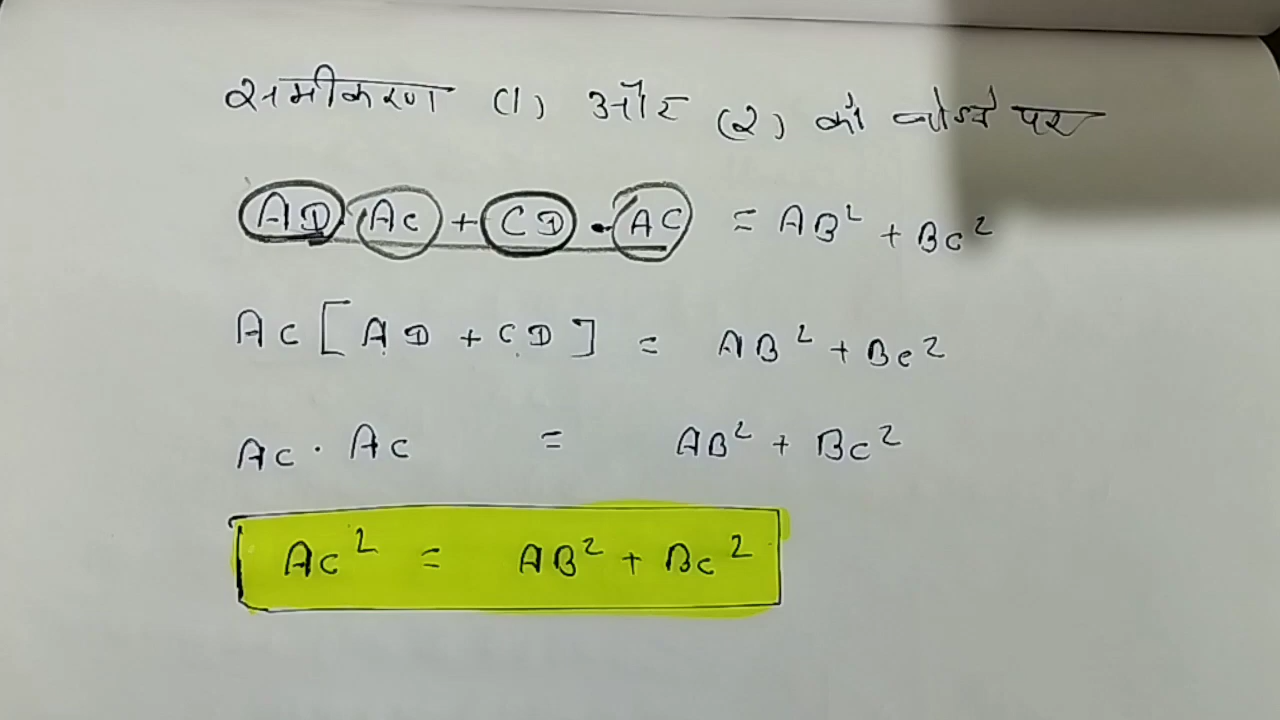 समीकरण (1) और (2) को जोडने पर
AD·AC + CD·AC = AB² + BC²
AC [AD + CD] = AB² + BC²
AC · AC = AB² + BC²
AC² = AB² + BC²